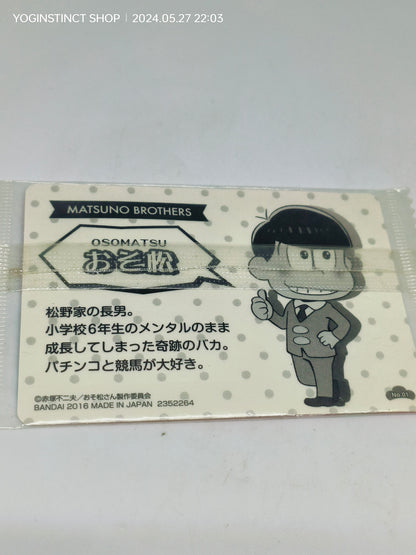 YOGINSTINCT SHOP | 2024.05.27 22:03
MATSUNO BROTHERS
OSOMATSU
おそ松
松野家の長男。
小学校6年生のメンタルのまま
成長してしまった奇跡のバカ。
パチンコと競馬が大好き。
©赤塚不二夫/おそ松さん製作委員会
BANDAI 2016 MADE IN JAPAN 2352264
No.01